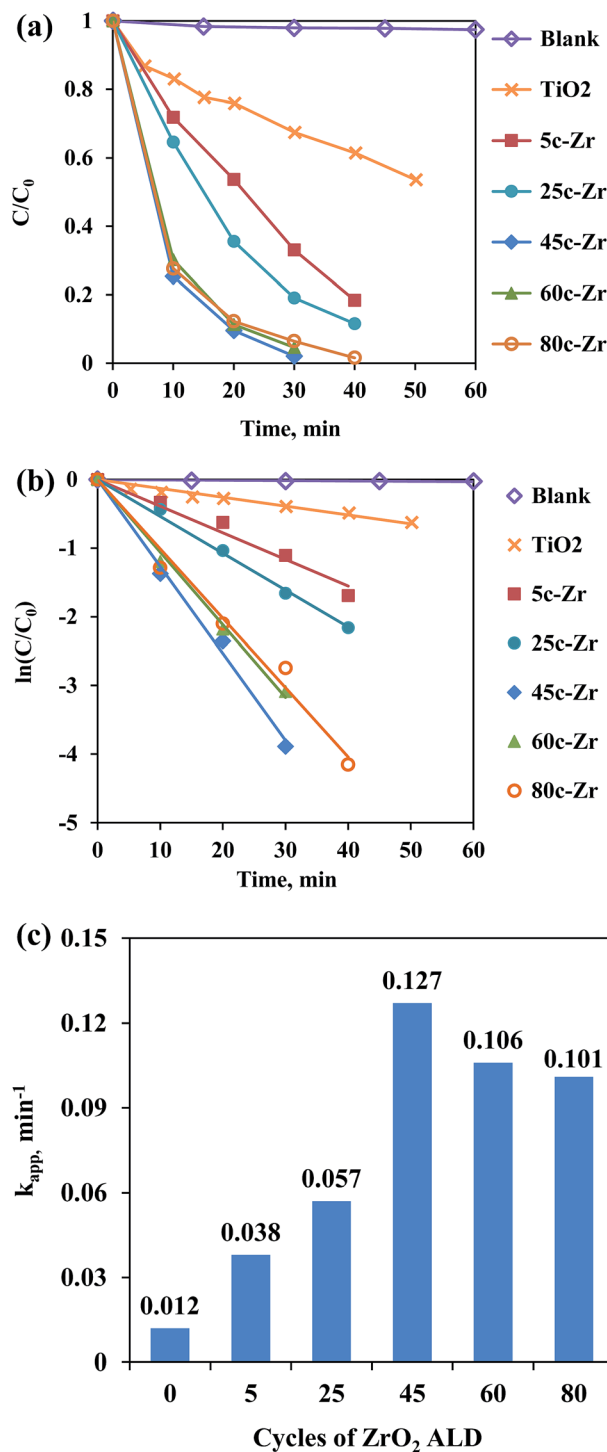 (a)
1
0.8
0.6
0.4
0.2
0
C/C₀
0 10 20 30 40 50 60
Time, min
Blank
TiO2
5c-Zr
25c-Zr
45c-Zr
60c-Zr
80c-Zr
(b)
0
-1
-2
-3
-4
-5
ln(C/C₀)
0 10 20 30 40 50 60
Time, min
Blank
TiO2
5c-Zr
25c-Zr
45c-Zr
60c-Zr
80c-Zr
(c)
0.15
0.12
0.09
0.06
0.03
0
k_app, min⁻¹
0.012
0.038
0.057
0.127
0.106
0.101
0 5 25 45 60 80
Cycles of ZrO₂ ALD